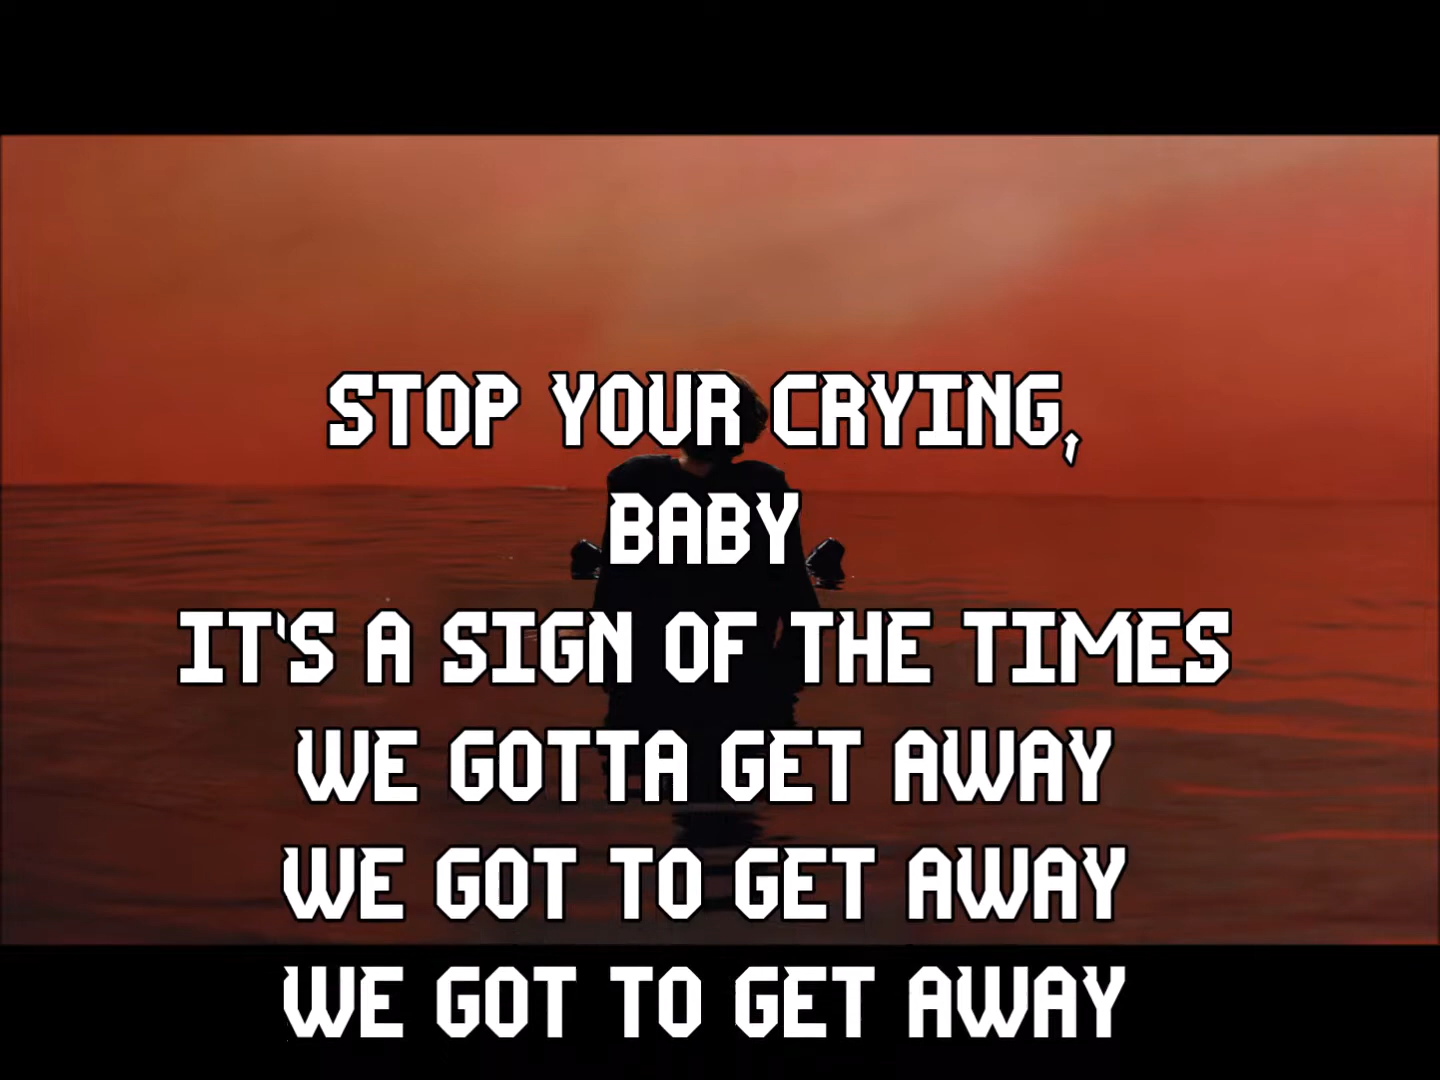 STOP YOUR CRYING,
BABY
IT'S A SIGN OF THE TIMES
WE GOTTA GET AWAY
WE GOT TO GET AWAY
WE GOT TO GET AWAY